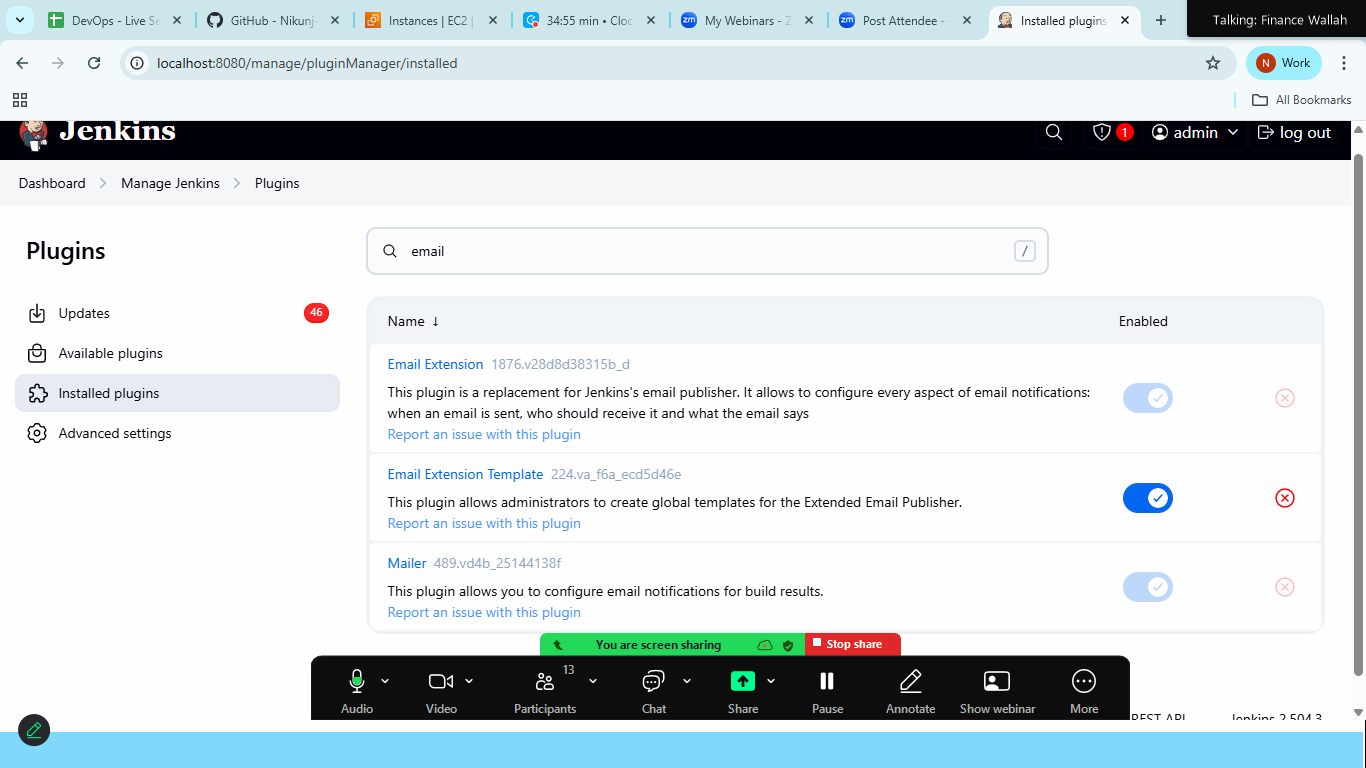 DevOps - Live Se
GitHub - Nikunj-
Instances | EC2 |
34:55 min • Cloc
My Webinars - Z
Post Attendee -
Installed plugins
Talking: Finance Wallah
localhost:8080/manage/pluginManager/installed
N Work
All Bookmarks
Jenkins
1
admin
log out
Dashboard
Manage Jenkins
Plugins
Plugins
email
/
Updates
46
Available plugins
Installed plugins
Advanced settings
Name ↓
Enabled
Email Extension 1876.v28d8d38315b_d
This plugin is a replacement for Jenkins's email publisher. It allows to configure every aspect of email notifications:
when an email is sent, who should receive it and what the email says
Report an issue with this plugin
Email Extension Template 224.va_f6a_ecd5d46e
This plugin allows administrators to create global templates for the Extended Email Publisher.
Report an issue with this plugin
Mailer 489.vd4b_25144138f
This plugin allows you to configure email notifications for build results.
Report an issue with this plugin
You are screen sharing
Stop share
Audio
Video
13
Participants
Chat
Share
Pause
Annotate
Show webinar
More
REST API
Jenkins 2.504.3